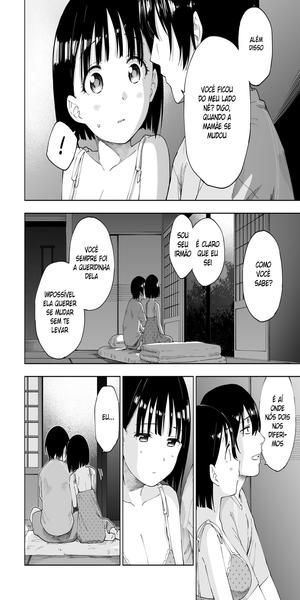 ALÉM
DISSO
VOCÊ FICOU
DO MEU LADO
NÉ? DIGO,
QUANDO A
MAMÃE SE
MUDOU
!
COMO
VOCÊ
SABE?
É CLARO
QUE EU
SEI
SOU
SEU
IRMÃO
VOCÊ
SEMPRE FOI
A QUERIDINHA
DELA
IMPOSSÍVEL
ELA QUERER
SE MUDAR
SEM TE
LEVAR
É AÍ
ONDE
NÓS DOIS
NOS
DIFERI-
MOS
EU...